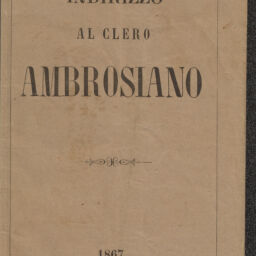 INDIRIZZO
AL CLERO
AMBROSIANO
1867